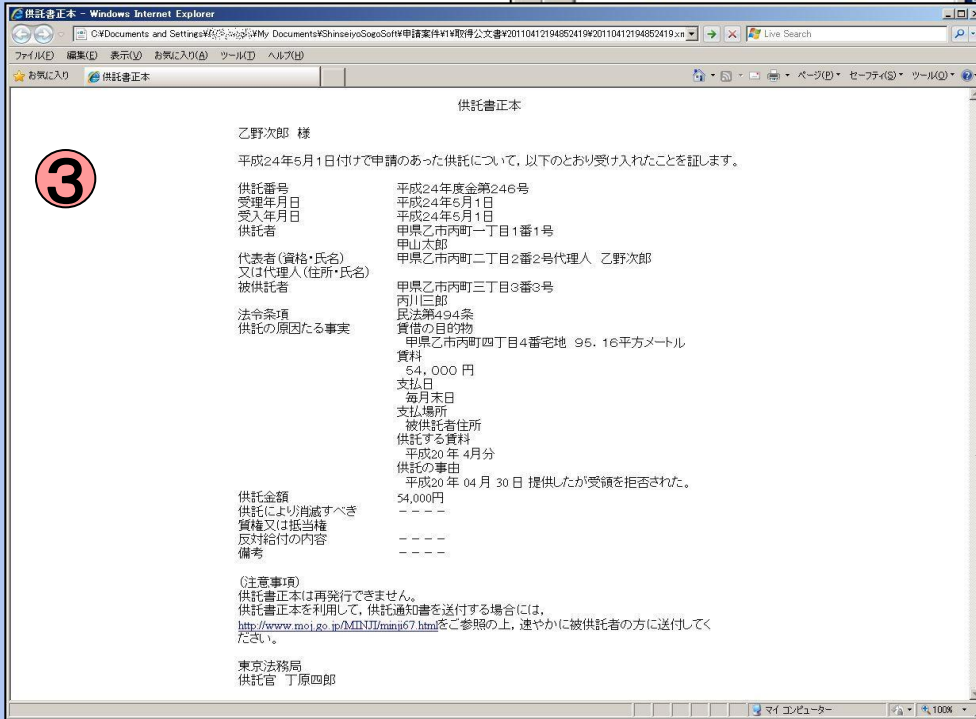 供託書正本 - Windows Internet Explorer
C:¥Documents and Settings¥ ¥My Documents¥ShinseiyoSogoSoft¥申請案件¥1¥取得公文書¥20110412194852419¥20110412194852419.xn
Live Search
ファイル(F) 編集(E) 表示(V) お気に入り(A) ツール(T) ヘルプ(H)
お気に入り 供託書正本 ページ(P) セーフティ(S) ツール(O)
供託書正本
乙野次郎 様
平成24年5月1日付けで申請のあった供託について，以下のとおり受け入れたことを証します。
③
供託番号 平成24年度金第246号
受理年月日 平成24年5月1日
受入年月日 平成24年5月1日
供託者 甲県乙市丙町一丁目1番1号
甲山太郎
代表者（資格・氏名） 甲県乙市丙町二丁目2番2号代理人 乙野次郎
又は代理人（住所・氏名）
被供託者 甲県乙市丙町三丁目3番3号
丙川三郎
法令条項 民法第494条
供託の原因たる事実 賃借の目的物
甲県乙市丙町四丁目4番宅地 95．16平方メートル
賃料
54，000 円
支払日
毎月末日
支払場所
被供託者住所
供託する賃料
平成20 年 4月分
供託の事由
平成20 年 04 月 30 日 提供したが受領を拒否された。
供託金額 54,000円
供託により消滅すべき －－－－
質権又は抵当権
反対給付の内容 －－－－
備考 －－－－
（注意事項）
供託書正本は再発行できません。
供託書正本を利用して，供託通知書を送付する場合には，
http://www.moj.go.jp/MINJI/minji67.htmlをご参照の上，速やかに被供託者の方に送付してく
ださい。
東京法務局
供託官 丁原四郎
マイ コンピューター 100%